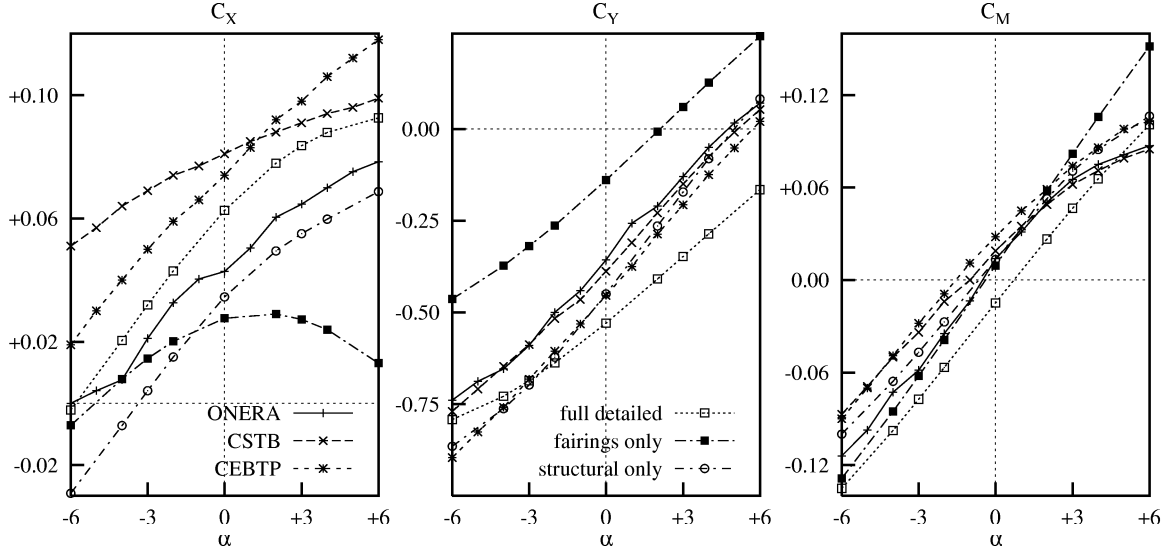 C_X
C_Y
C_M
+0.10
+0.06
+0.02
-0.02
0.00
-0.25
-0.50
-0.75
+0.12
+0.06
0.00
-0.06
-0.12
ONERA
CSTB
CEBTP
full detailed
fairings only
structural only
-6 -3 0 +3 +6
-6 -3 0 +3 +6
-6 -3 0 +3 +6
α
α
α